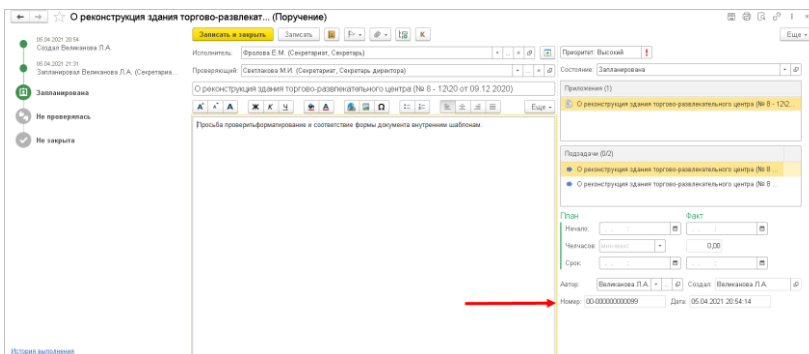 О реконструкция здания торгово-развлекат... (Поручение)
05.04.2021 20:54
Создал Великанова Л.А.
05.04.2021 21:31
Запланировал Великанова Л.А. (Секретариа...
Запланирована
Не проверялась
Не закрыта
История выполнения
Записать и закрыть
Записать
К
Еще
Исполнитель: Фролова Е.М. (Секретариат, Секретарь)
Проверяющий: Светлакова М.И. (Секретариат, Секретарь директора)
О реконструкция здания торгово-развлекательного центра (№ 8 - 12\20 от 09.12.2020)
А А А Ж К Ч А Ω Еще
Просьба проверитьформатирование и соответствие формы документа внутренним шаблонам.
Приоритет: Высокий
Состояние: Запланирована
Приложения (1)
О реконструкция здания торгово-развлекательного центра (№ 8 - 12\2...
Подзадачи (0/2)
О реконструкция здания торгово-развлекательного центра (№ 8 ...
О реконструкция здания торгово-развлекательного центра (№ 8 ...
План Факт
Начало: . . : . . :
Челчасов: 0,00
Срок: . . : . . :
Автор: Великанова Л.А. Создал: Великанова Л.А.
Номер: 00-000000000099 Дата: 05.04.2021 20:54:14